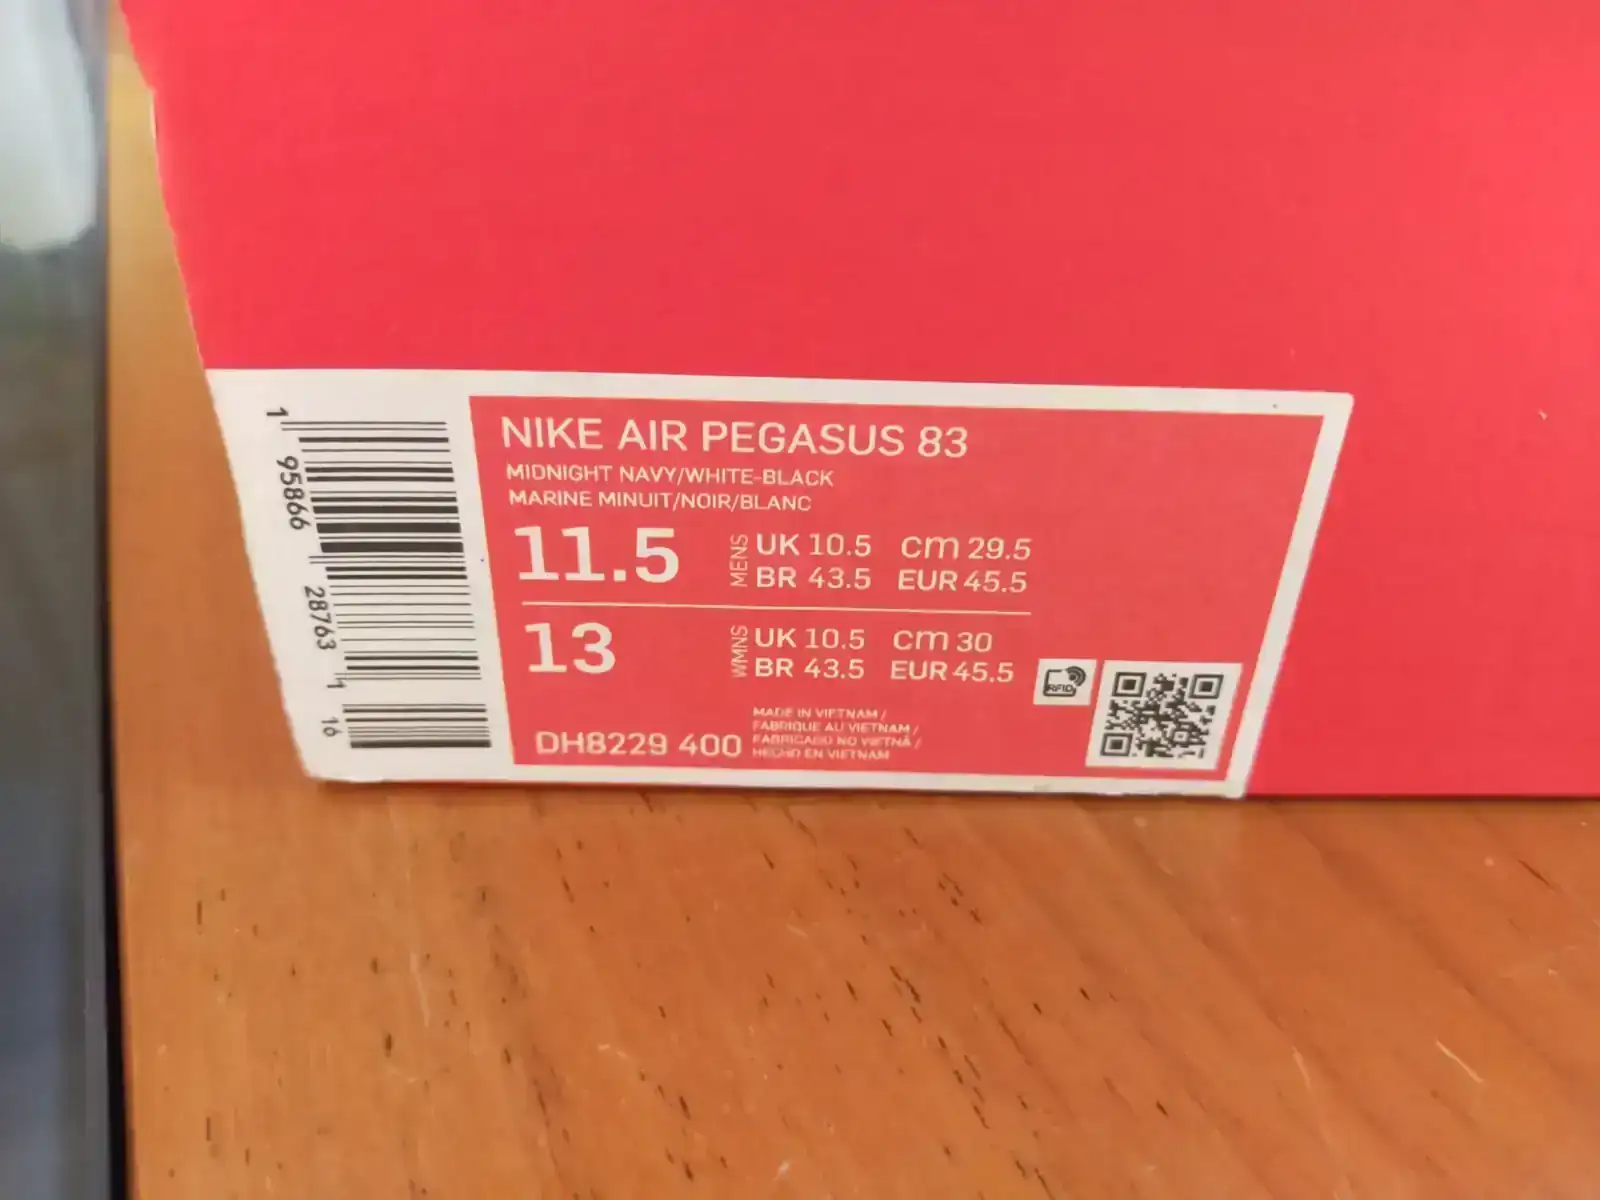 NIKE AIR PEGASUS 83
MIDNIGHT NAVY/WHITE-BLACK
MARINE MINUIT/NOIR/BLANC
11.5 MENS UK 10.5 cm 29.5
BR 43.5 EUR 45.5
13 WMNS UK 10.5 cm 30
BR 43.5 EUR 45.5
RFID
DH8229 400
MADE IN VIETNAM /
FABRIQUE AU VIETNAM /
FABRICADO NO VIETNÃ /
HECHO EN VIETNAM
1 95866 28763 1 16